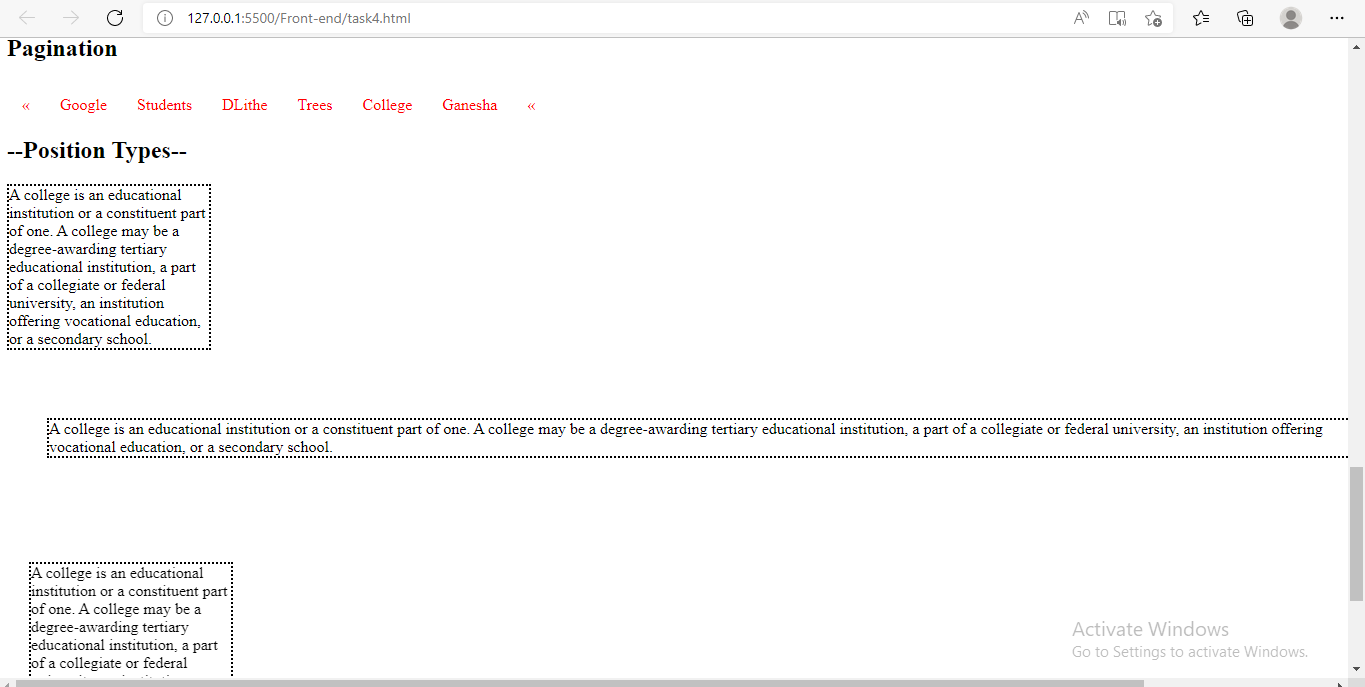 127.0.0.1:5500/Front-end/task4.html
Pagination
« Google Students DLithe Trees College Ganesha «
--Position Types--
A college is an educational
institution or a constituent part
of one. A college may be a
degree-awarding tertiary
educational institution, a part
of a collegiate or federal
university, an institution
offering vocational education,
or a secondary school.
A college is an educational institution or a constituent part of one. A college may be a degree-awarding tertiary educational institution, a part of a collegiate or federal university, an institution offering
vocational education, or a secondary school.
A college is an educational
institution or a constituent part
of one. A college may be a
degree-awarding tertiary
educational institution, a part
of a collegiate or federal
Activate Windows
Go to Settings to activate Windows.